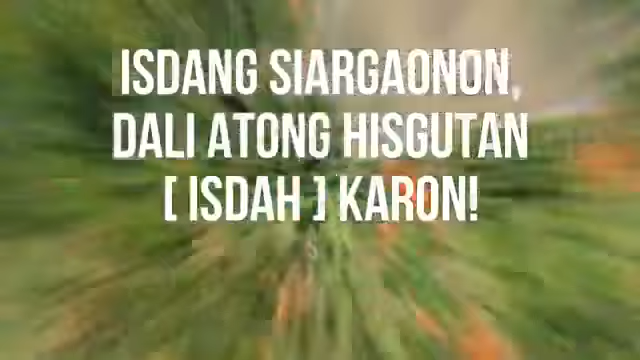 ISDANG SIARGAONON,
DALI ATONG HISGUTAN
[ ISDAH ] KARON!
S